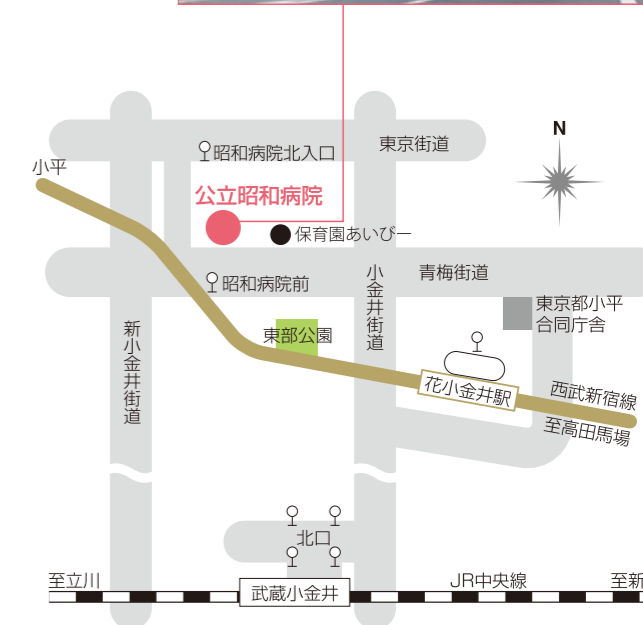 N
昭和病院北入口
東京街道
小平
公立昭和病院
保育園あいびー
青梅街道
昭和病院前
小金井街道
東京都小平
合同庁舎
新小金井街道
東部公園
花小金井駅
西武新宿線
至高田馬場
北口
至立川
武蔵小金井
JR中央線
至新